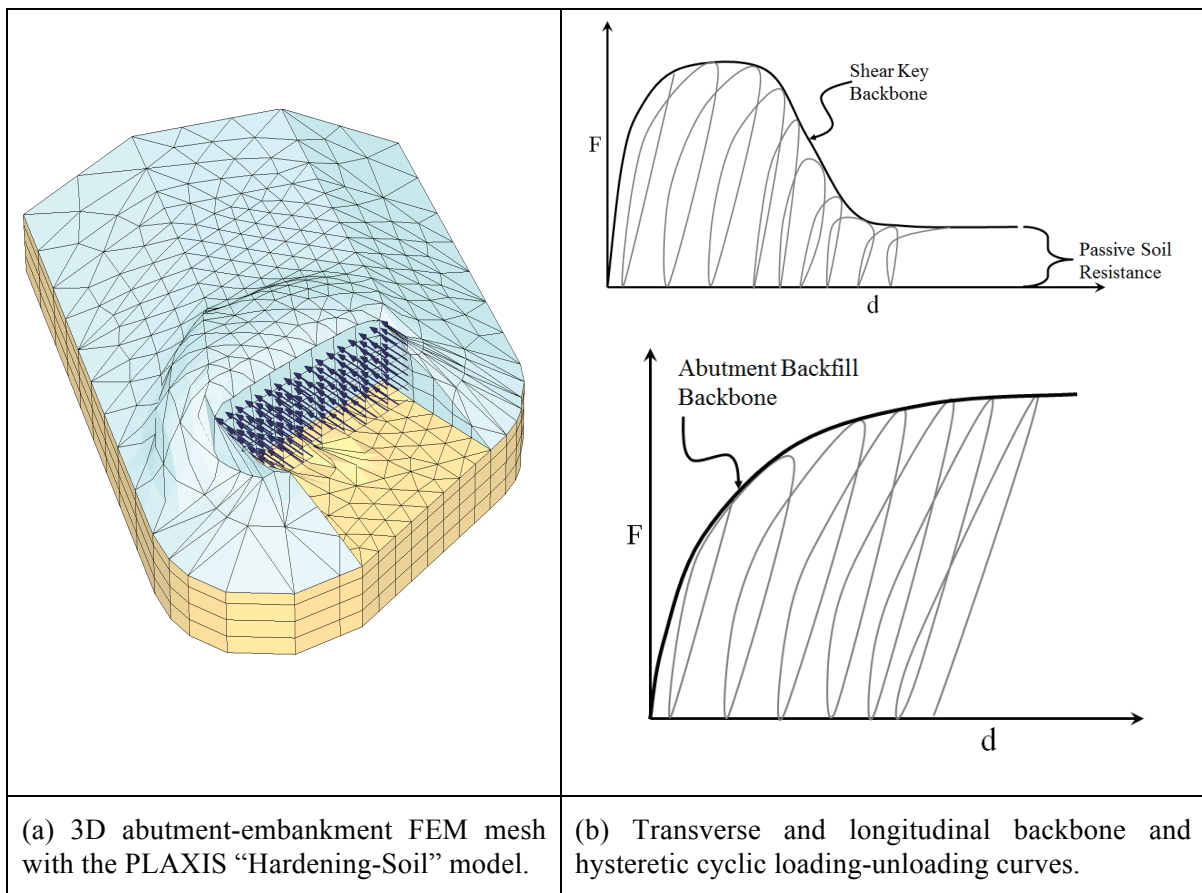 Shear Key
Backbone
F
Passive Soil
Resistance
d
Abutment Backfill
Backbone
F
d
(a) 3D abutment-embankment FEM mesh
with the PLAXIS “Hardening-Soil” model.
(b) Transverse and longitudinal backbone and
hysteretic cyclic loading-unloading curves.